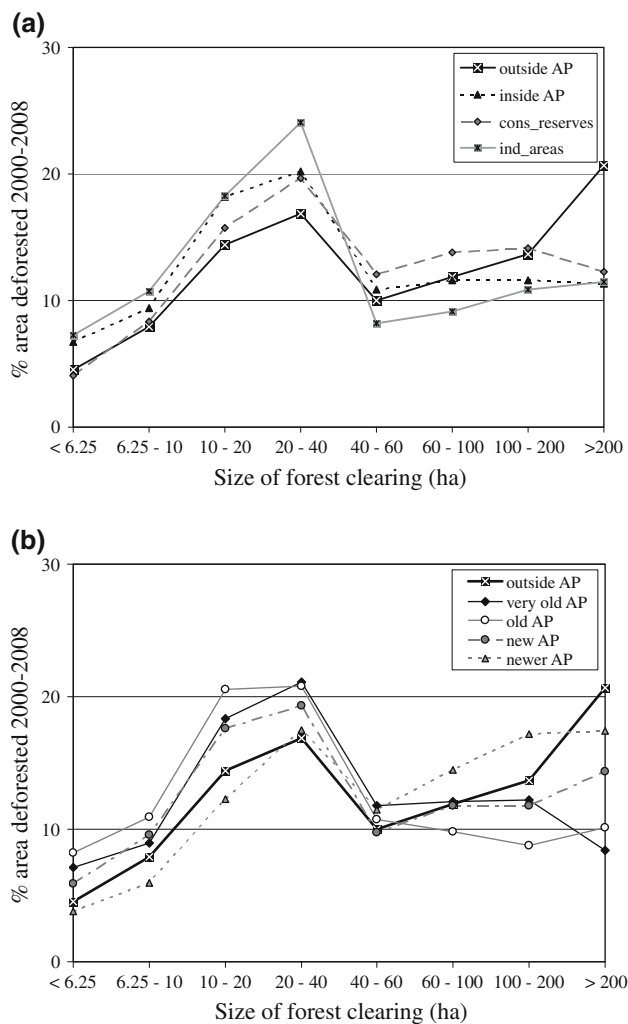 (a)
30
20
10
0
% area deforested 2000-2008
outside AP
inside AP
cons_reserves
ind_areas
< 6.25 6.25 - 10 10 - 20 20 - 40 40 - 60 60 - 100 100 - 200 >200
Size of forest clearing (ha)
(b)
30
20
10
0
% area deforested 2000-2008
outside AP
very old AP
old AP
new AP
newer AP
< 6.25 6.25 - 10 10 - 20 20 - 40 40 - 60 60 - 100 100 - 200 > 200
Size of forest clearing (ha)